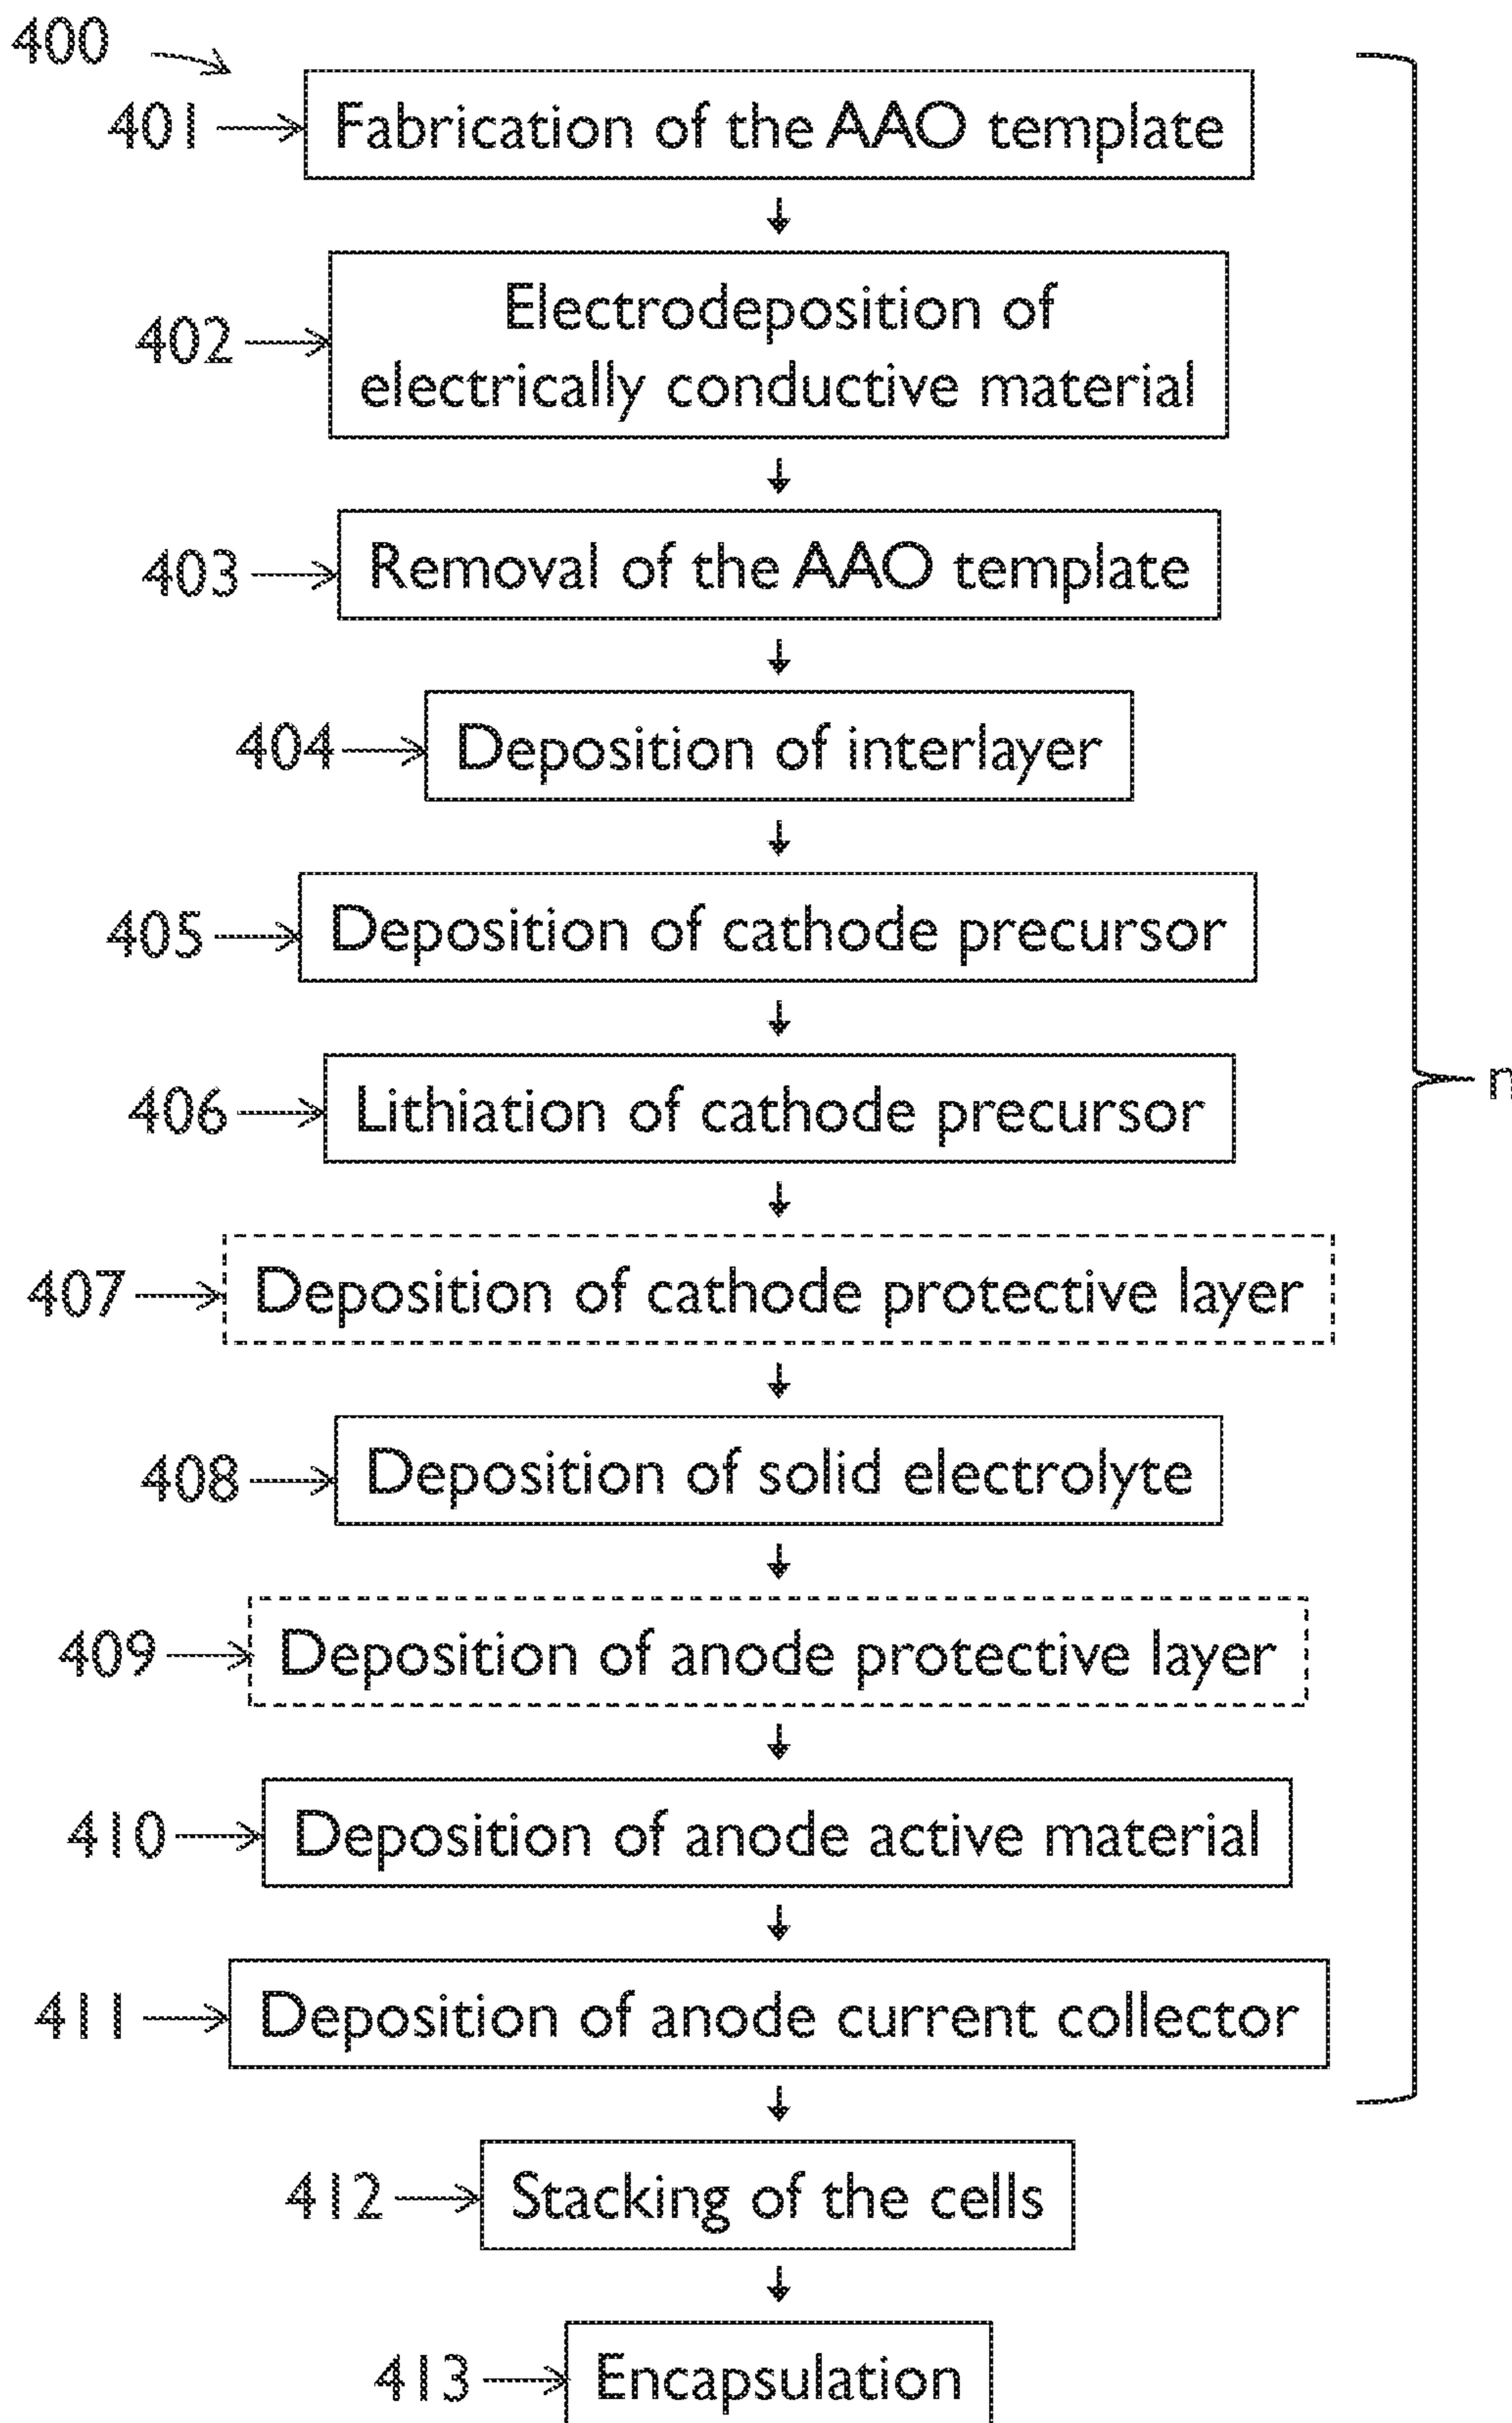 400
401 Fabrication of the AAO template
402 Electrodeposition of
electrically conductive material
403 Removal of the AAO template
404 Deposition of interlayer
405 Deposition of cathode precursor
406 Lithiation of cathode precursor
n
407 Deposition of cathode protective layer
408 Deposition of solid electrolyte
409 Deposition of anode protective layer
410 Deposition of anode active material
411 Deposition of anode current collector
412 Stacking of the cells
413 Encapsulation